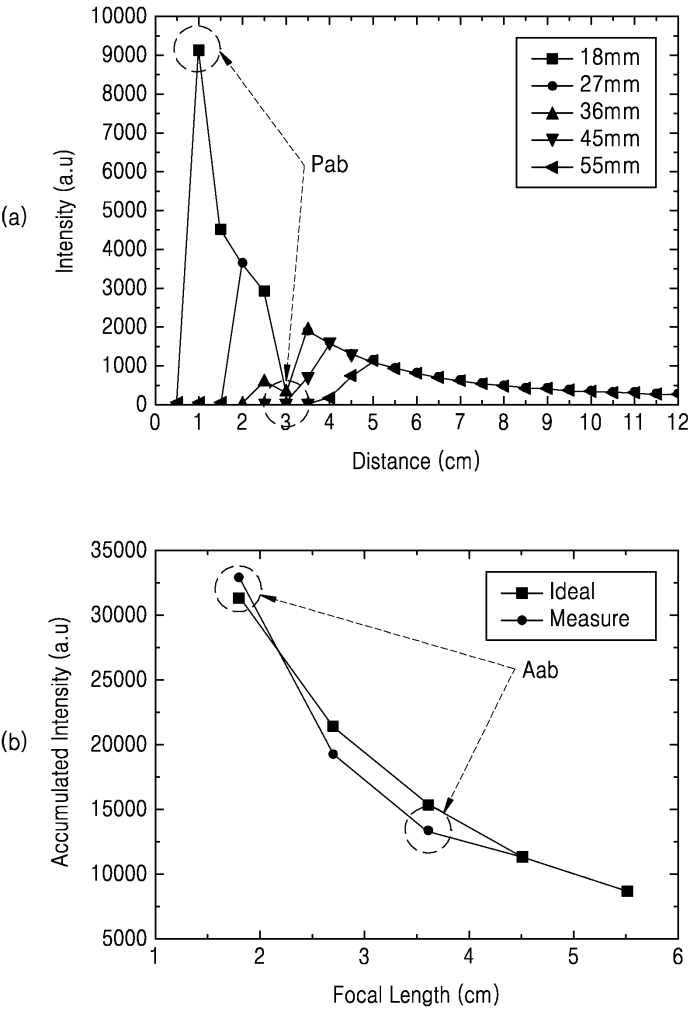 (a)
Intensity (a.u)
10000
9000
8000
7000
6000
5000
4000
3000
2000
1000
0
18mm
27mm
36mm
45mm
55mm
Pab
0 1 2 3 4 5 6 7 8 9 10 11 12
Distance (cm)
(b)
Accumulated Intensity (a.u)
35000
30000
25000
20000
15000
10000
5000
Ideal
Measure
Aab
1 2 3 4 5 6
Focal Length (cm)